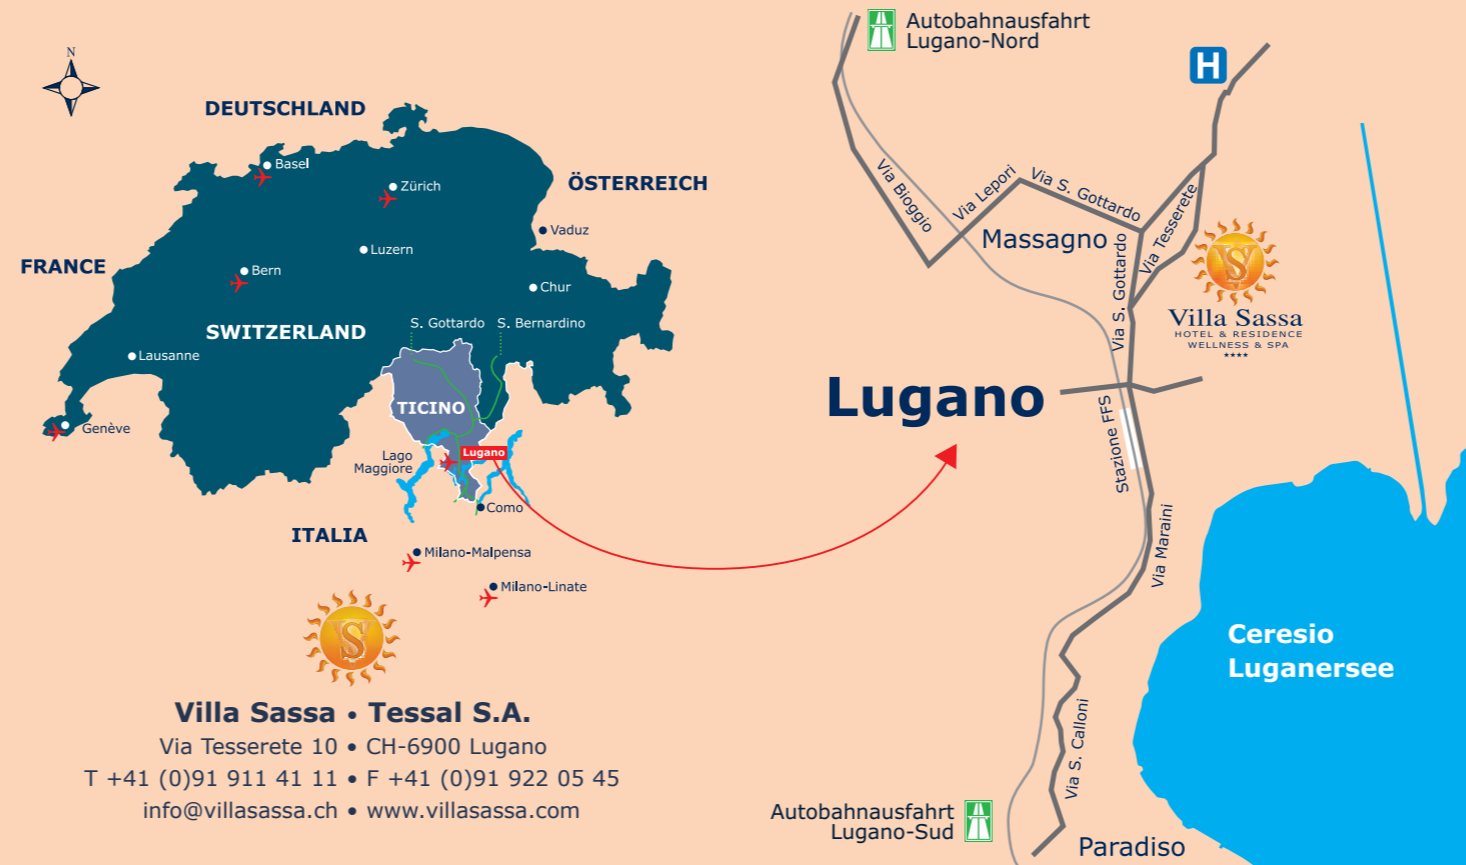 N
DEUTSCHLAND
Basel
Zürich
ÖSTERREICH
Vaduz
Luzern
FRANCE
Bern
Chur
S. Gottardo
S. Bernardino
SWITZERLAND
Lausanne
TICINO
Genève
Lago
Maggiore
Lugano
Como
ITALIA
Milano-Malpensa
Milano-Linate
VS
Villa Sassa • Tessal S.A.
Via Tesserete 10 • CH-6900 Lugano
T +41 (0)91 911 41 11 • F +41 (0)91 922 05 45
info@villasassa.ch • www.villasassa.com
Autobahnausfahrt
Lugano-Nord
H
Via Bioggio
Via Lepori
Via S. Gottardo
Massagno
Via S. Gottardo
Via Tesserete
VS
Villa Sassa
HOTEL & RESIDENCE
WELLNESS & SPA
★★★★
Lugano
Stazione FFS
Via Maraini
Ceresio
Luganersee
Via S. Calloni
Autobahnausfahrt
Lugano-Sud
Paradiso